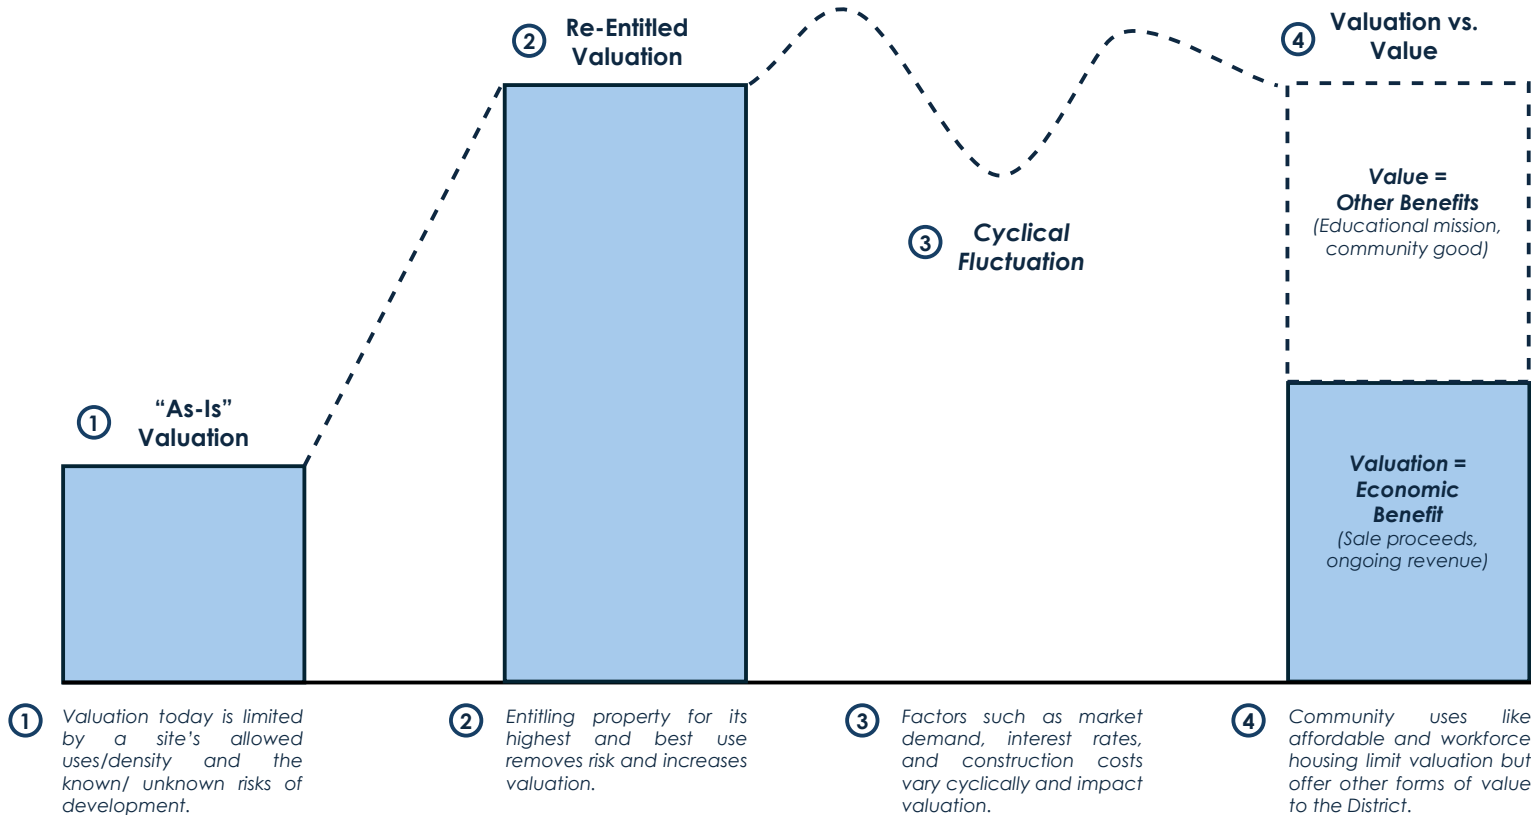 1
“As-Is”
Valuation
2
Re-Entitled
Valuation
3
Cyclical
Fluctuation
4
Valuation vs.
Value
Value =
Other Benefits
(Educational mission,
community good)
Valuation =
Economic
Benefit
(Sale proceeds,
ongoing revenue)
1
Valuation today is limited
by a site’s allowed
uses/density and the
known/ unknown risks of
development.
2
Entitling property for its
highest and best use
removes risk and increases
valuation.
3
Factors such as market
demand, interest rates,
and construction costs
vary cyclically and impact
valuation.
4
Community uses like
affordable and workforce
housing limit valuation but
offer other forms of value
to the District.